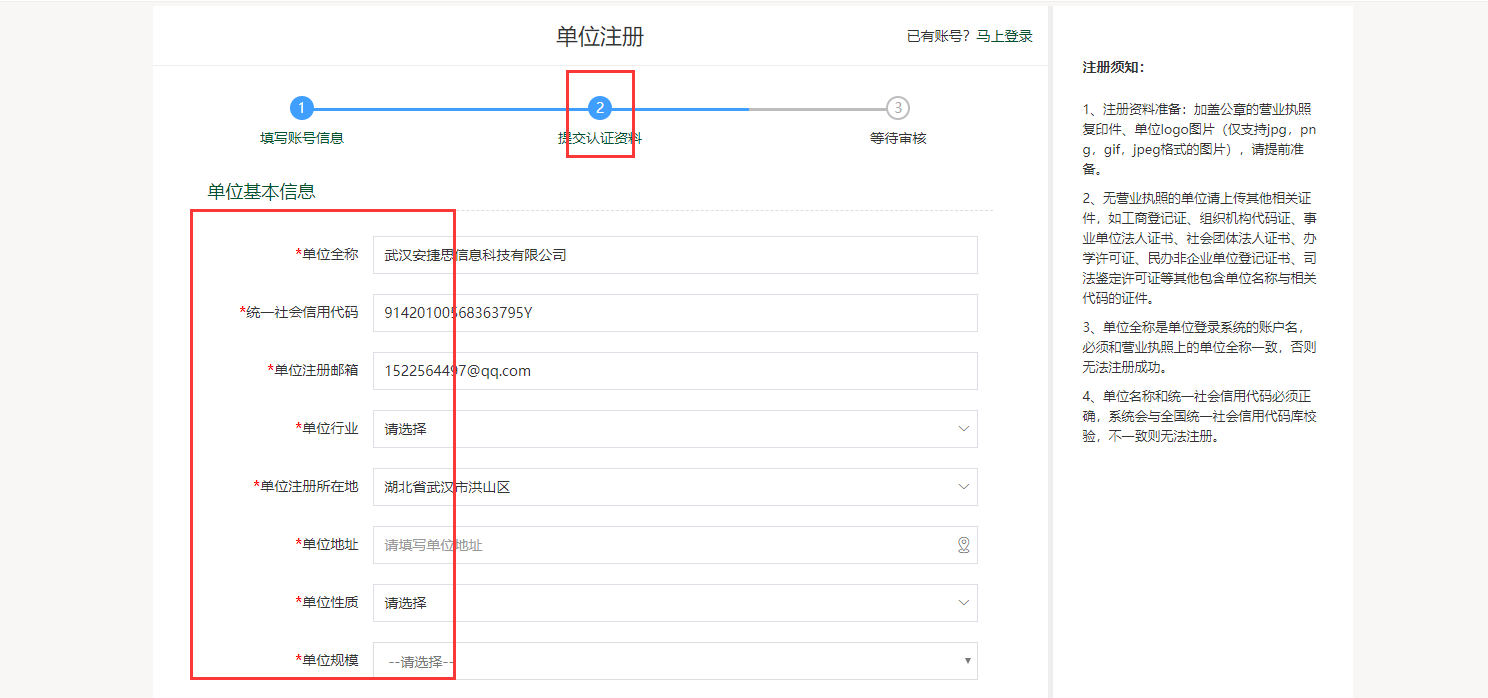 单位注册
已有账号？马上登录
1
2
3
填写账号信息
提交认证资料
等待审核
单位基本信息
*单位全称
武汉安捷思信息科技有限公司
*统一社会信用代码
91420100568363795Y
*单位注册邮箱
1522564497@qq.com
*单位行业
请选择
*单位注册所在地
湖北省武汉市洪山区
*单位地址
请填写单位地址
*单位性质
请选择
*单位规模
--请选择--
注册须知：
1、注册资料准备：加盖公章的营业执照
复印件、单位logo图片（仅支持jpg，pn
g，gif，jpeg格式的图片），请提前准
备。
2、无营业执照的单位请上传其他相关证
件，如工商登记证、组织机构代码证、事
业单位法人证书、社会团体法人证书、办
学许可证、民办非企业单位登记证书、司
法鉴定许可证等其他包含单位名称与相关
代码的证件。
3、单位全称是单位登录系统的账户名，
必须和营业执照上的单位全称一致，否则
无法注册成功。
4、单位名称和统一社会信用代码必须正
确，系统会与全国统一社会信用代码库校
验，不一致则无法注册。